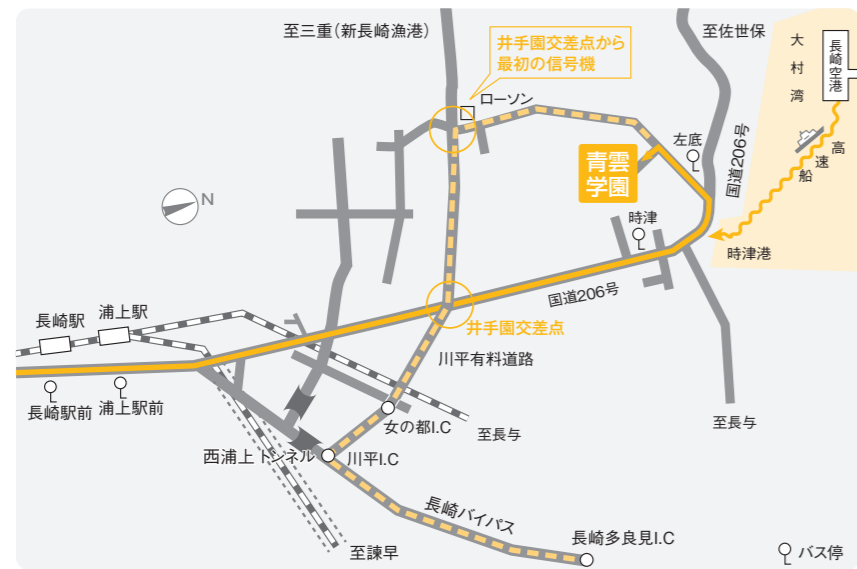 至三重(新長崎漁港)
至佐世保
井手園交差点から
最初の信号機
大村湾
長崎空港
ローソン
左底
国道206号
高速船
青雲
学園
N
時津
時津港
国道206号
井手園交差点
長崎駅
浦上駅
川平有料道路
長崎駅前
浦上駅前
女の都I.C
至長与
至長与
西浦上トンネル
川平I.C
長崎バイパス
長崎多良見I.C
至諫早
バス停